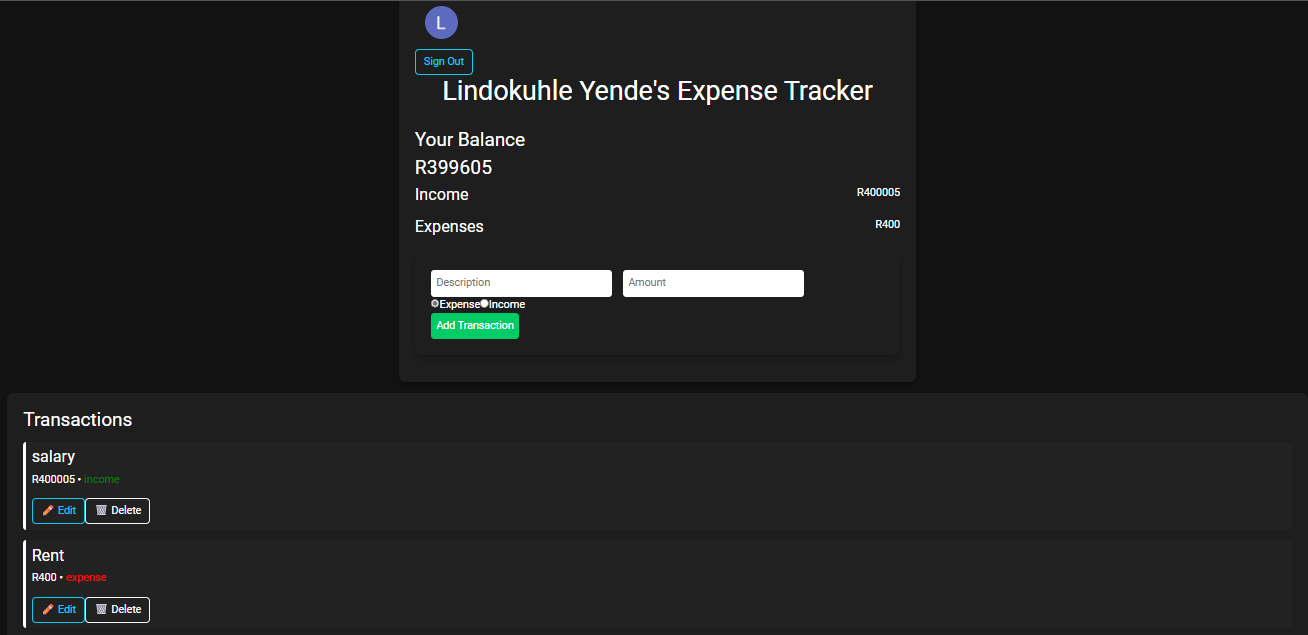 L
Sign Out
Lindokuhle Yende's Expense Tracker
Your Balance
R399605
Income R400005
Expenses R400
Description Amount
Expense Income
Add Transaction
Transactions
salary
R400005 • income
Edit Delete
Rent
R400 • expense
Edit Delete